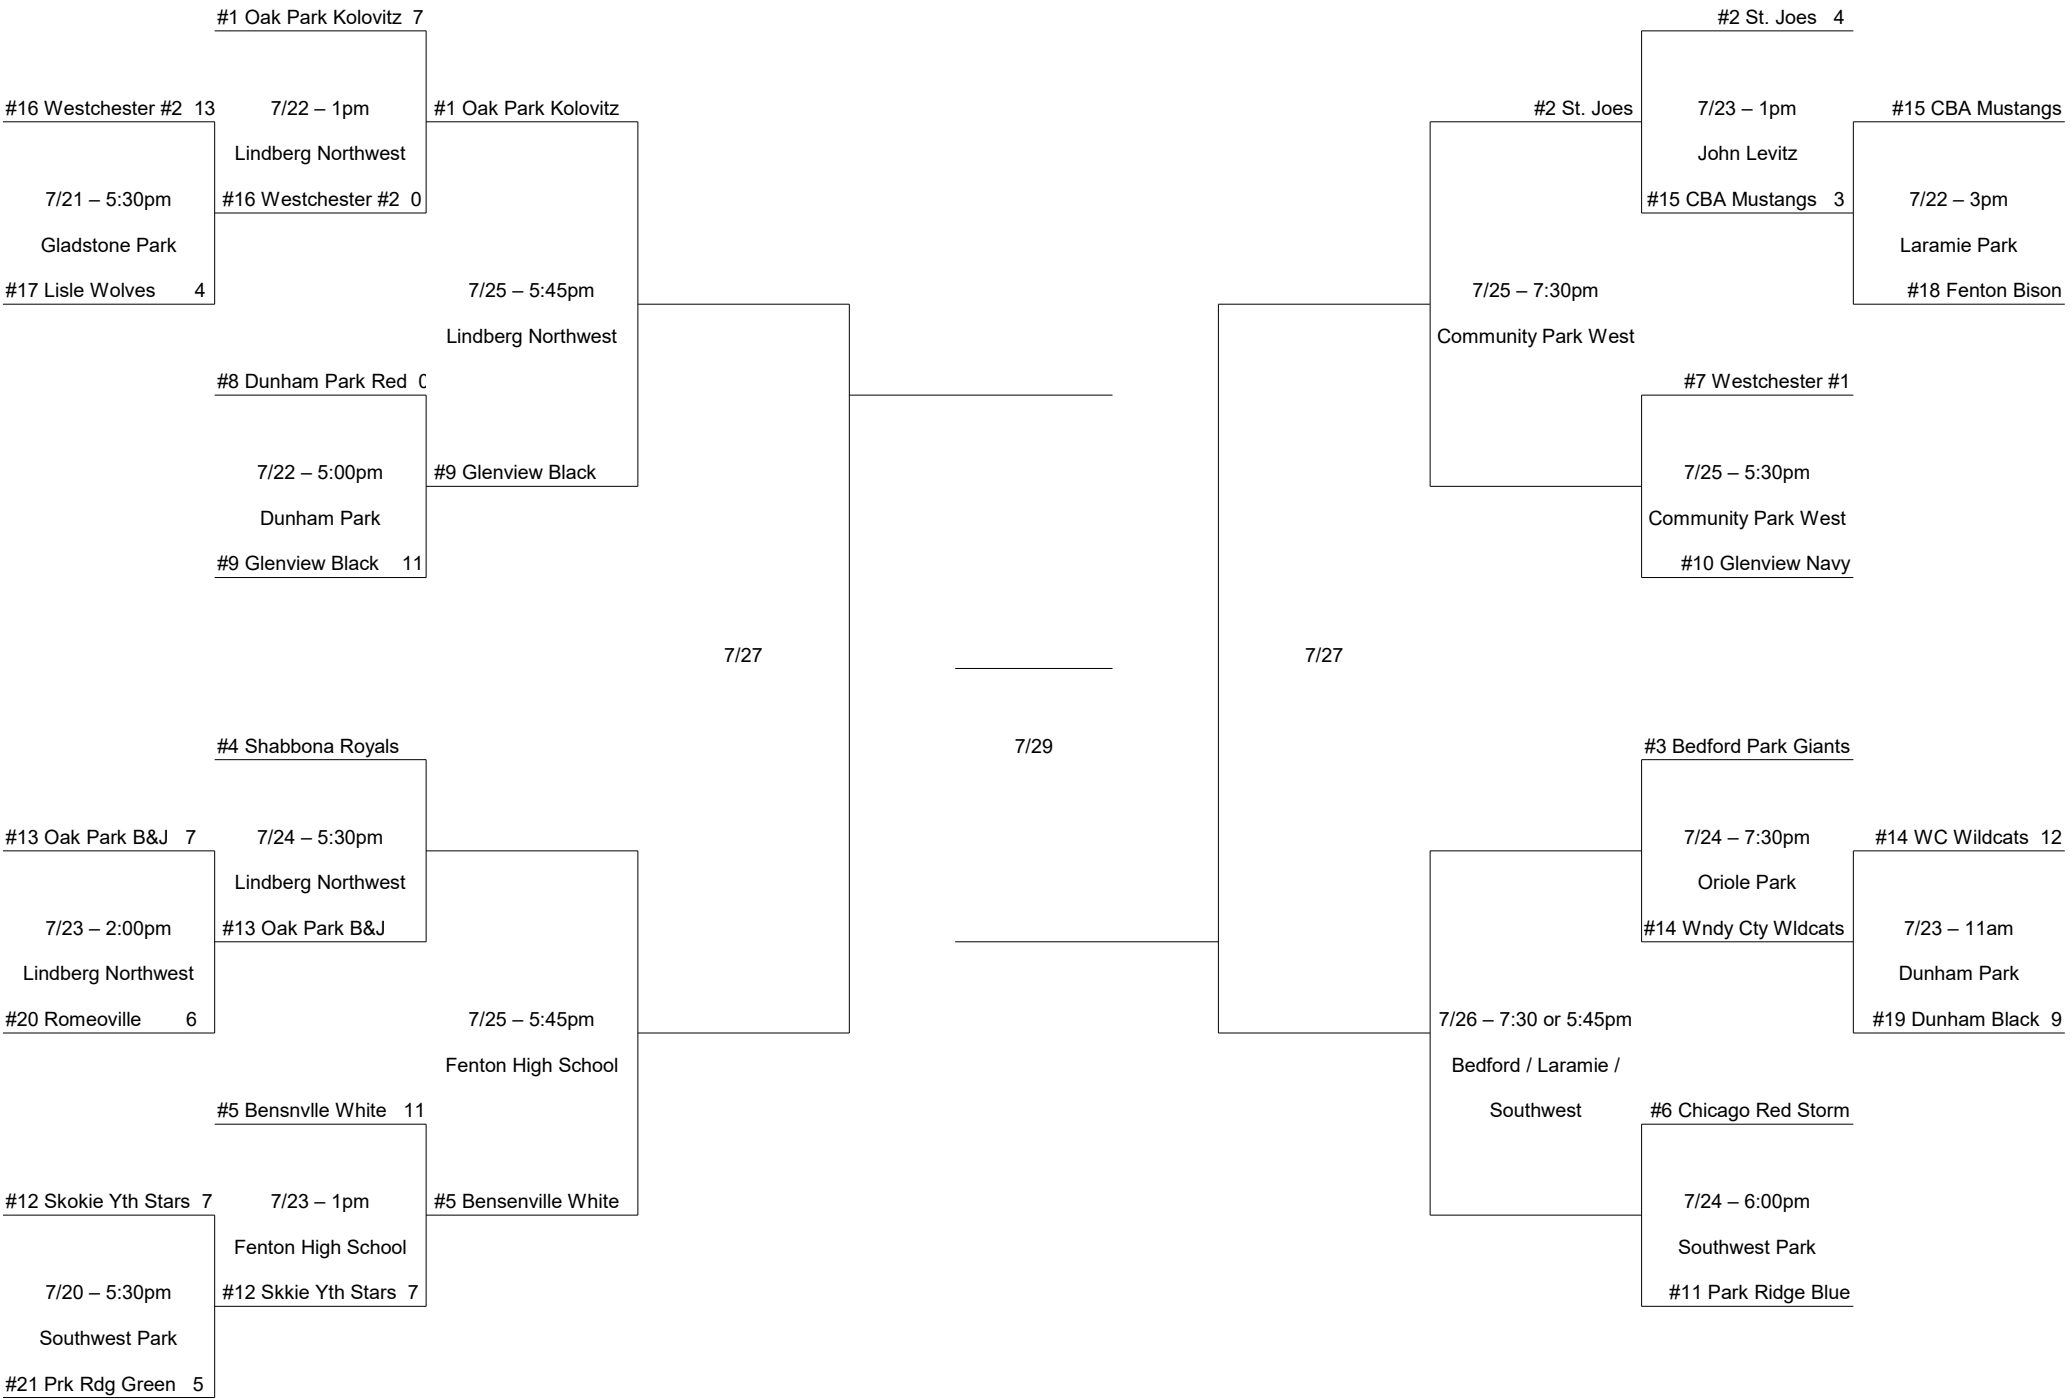 #1 Oak Park Kolovitz 7
#2 St. Joes 4
#16 Westchester #2 13
7/22 – 1pm
#1 Oak Park Kolovitz
#2 St. Joes
7/23 – 1pm
#15 CBA Mustangs
Lindberg Northwest
John Levitz
7/21 – 5:30pm
#16 Westchester #2 0
#15 CBA Mustangs 3
7/22 – 3pm
Gladstone Park
Laramie Park
#17 Lisle Wolves 4
7/25 – 5:45pm
7/25 – 7:30pm
#18 Fenton Bison
Lindberg Northwest
Community Park West
#8 Dunham Park Red 0
#7 Westchester #1
7/22 – 5:00pm
#9 Glenview Black
7/25 – 5:30pm
Dunham Park
Community Park West
#9 Glenview Black 11
#10 Glenview Navy
7/27
7/27
#4 Shabbona Royals
7/29
#3 Bedford Park Giants
#13 Oak Park B&J 7
7/24 – 5:30pm
7/24 – 7:30pm
#14 WC Wildcats 12
Lindberg Northwest
Oriole Park
7/23 – 2:00pm
#13 Oak Park B&J
#14 Wndy Cty Wldcats
7/23 – 11am
Lindberg Northwest
Dunham Park
#20 Romeoville 6
7/25 – 5:45pm
7/26 – 7:30 or 5:45pm
#19 Dunham Black 9
Fenton High School
Bedford / Laramie /
#5 Bensnvlle White 11
Southwest
#6 Chicago Red Storm
#12 Skokie Yth Stars 7
7/23 – 1pm
#5 Bensenville White
7/24 – 6:00pm
Fenton High School
Southwest Park
7/20 – 5:30pm
#12 Skkie Yth Stars 7
#11 Park Ridge Blue
Southwest Park
#21 Prk Rdg Green 5